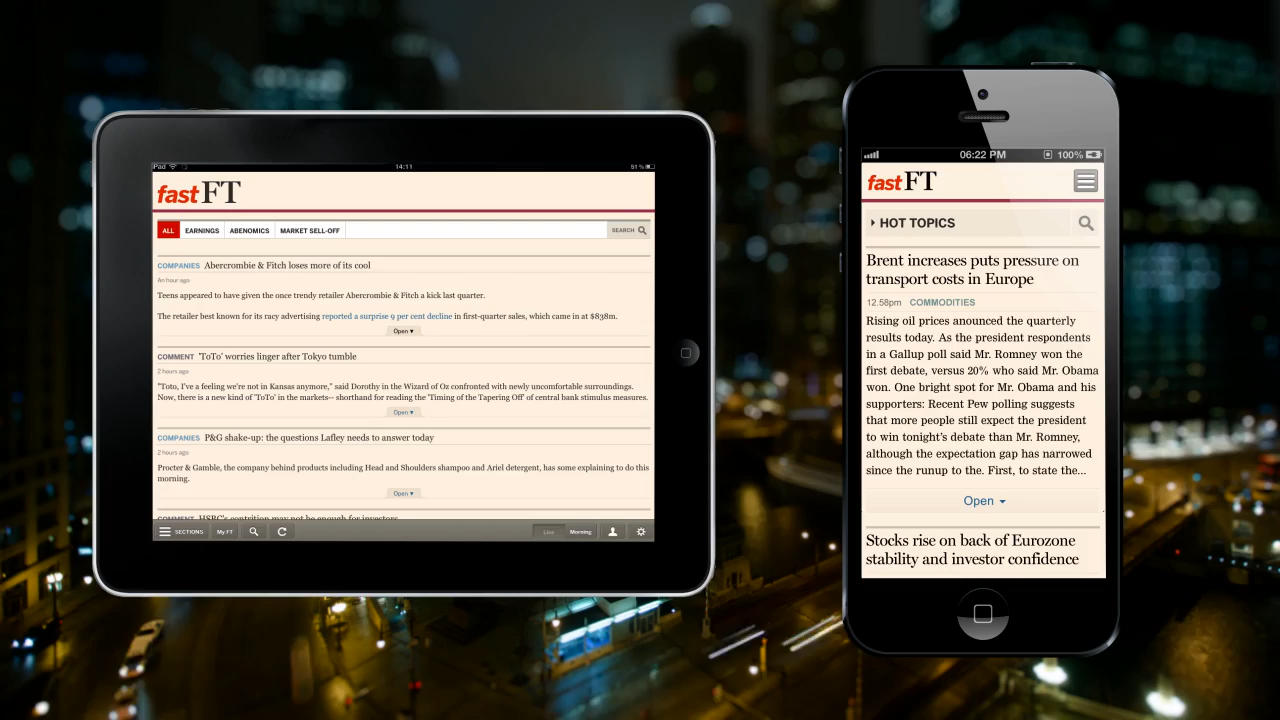 iPad
14:11
51 %
fast FT
ALL EARNINGS ABENOMICS MARKET SELL-OFF SEARCH
COMPANIES Abercrombie & Fitch loses more of its cool
An hour ago
Teens appeared to have given the once trendy retailer Abercrombie & Fitch a kick last quarter.
The retailer best known for its racy advertising reported a surprise 9 per cent decline in first-quarter sales, which came in at $838m.
Open
COMMENT 'ToTo' worries linger after Tokyo tumble
2 hours ago
"Toto, I've a feeling we're not in Kansas anymore," said Dorothy in the Wizard of Oz confronted with newly uncomfortable surroundings.
Now, there is a new kind of 'ToTo' in the markets-- shorthand for reading the 'Timing of the Tapering Off' of central bank stimulus measures.
Open
COMPANIES P&G shake-up: the questions Lafley needs to answer today
2 hours ago
Procter & Gamble, the company behind products including Head and Shoulders shampoo and Ariel detergent, has some explaining to do this
morning.
Open
COMMENT HSBC's contrition may not be enough for investors
SECTIONS My FT Live Morning
06:22 PM 100%
fast FT
HOT TOPICS
Brent increases puts pressure on
transport costs in Europe
12.58pm COMMODITIES
Rising oil prices anounced the quarterly
results today. As the president respondents
in a Gallup poll said Mr. Romney won the
first debate, versus 20% who said Mr. Obama
won. One bright spot for Mr. Obama and his
supporters: Recent Pew polling suggests
that more people still expect the president
to win tonight's debate than Mr. Romney,
although the expectation gap has narrowed
since the runup to the. First, to state the...
Open
Stocks rise on back of Eurozone
stability and investor confidence